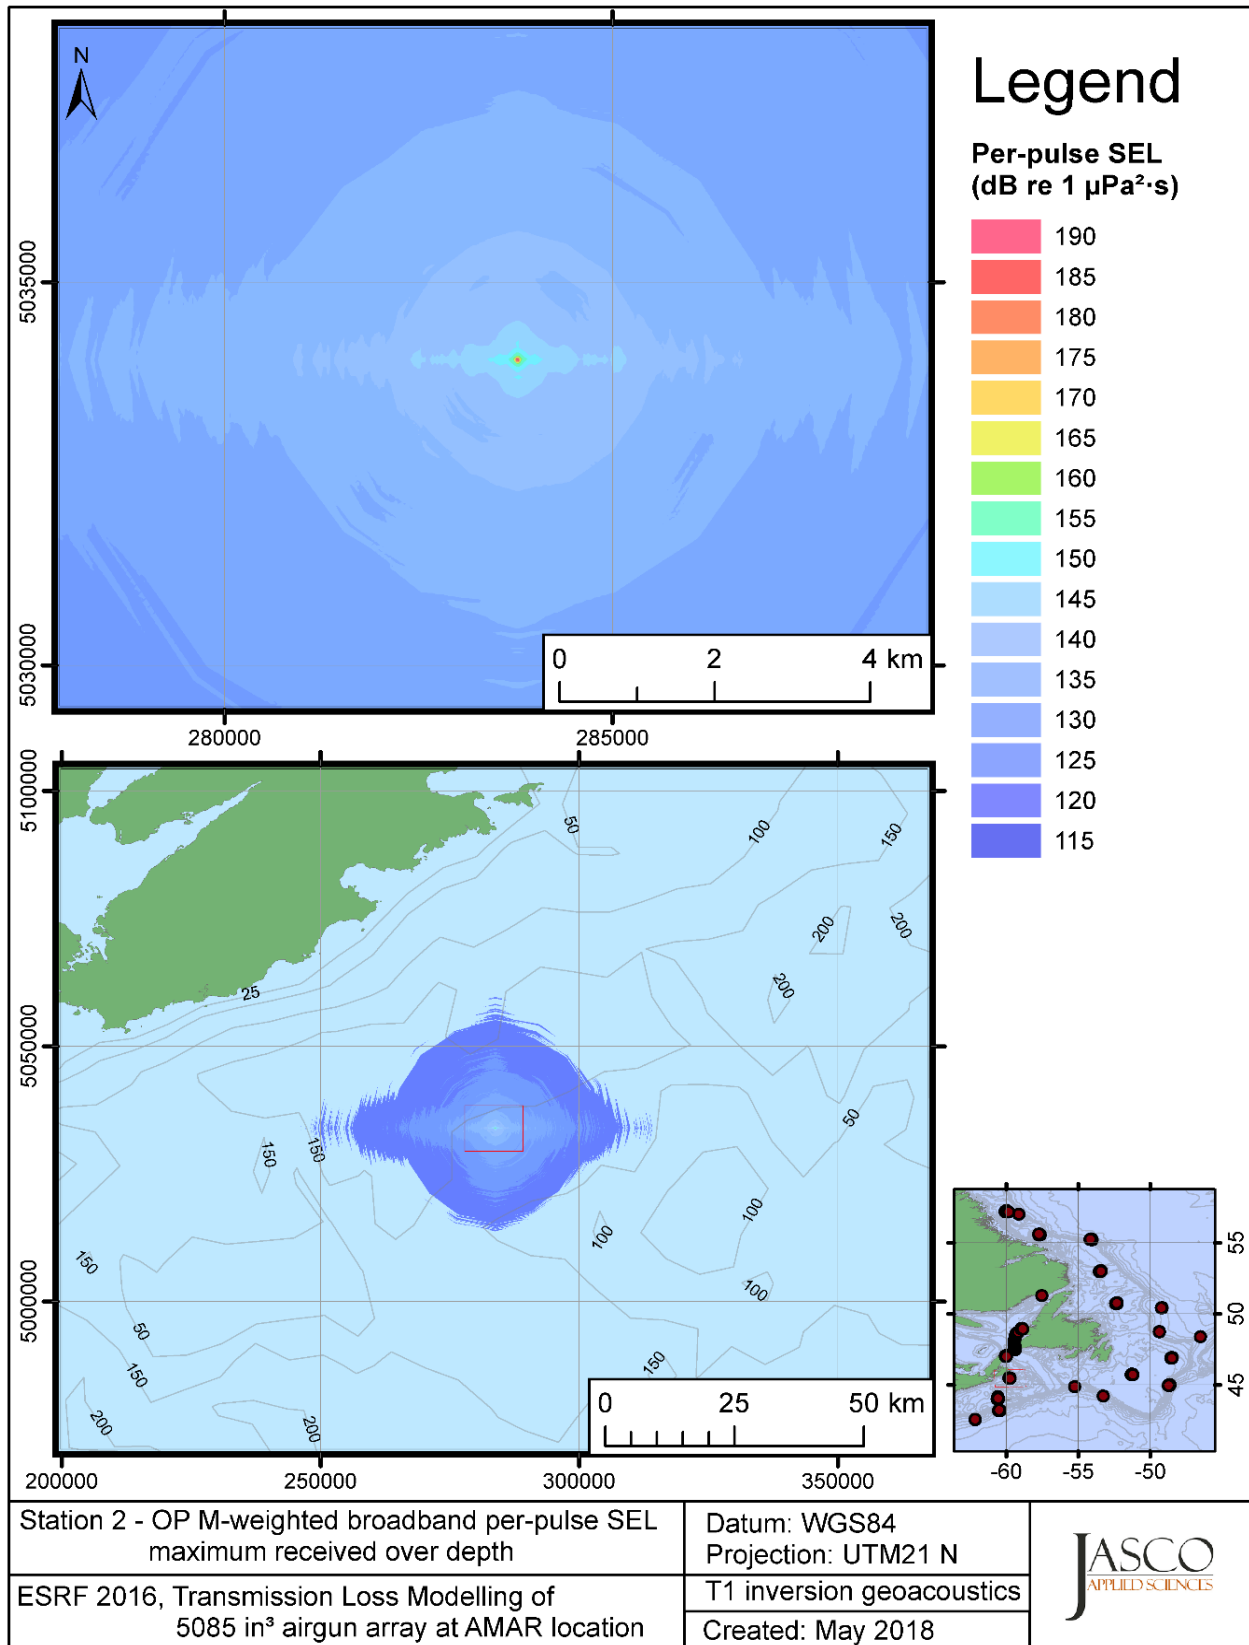 N
5035000
5030000
0 2 4 km
280000 285000
Legend
Per-pulse SEL
(dB re 1 µPa²·s)
190
185
180
175
170
165
160
155
150
145
140
135
130
125
120
115
5100000
5050000
5000000
50
100
150
200
200
200
25
50
150
150
100
100
100
150
50
150
200
200
150
0 25 50 km
200000 250000 300000 350000
55
50
45
-60 -55 -50
Station 2 - OP M-weighted broadband per-pulse SEL
maximum received over depth
ESRF 2016, Transmission Loss Modelling of
5085 in³ airgun array at AMAR location
Datum: WGS84
Projection: UTM21 N
T1 inversion geoacoustics
Created: May 2018
JASCO
APPLIED SCIENCES